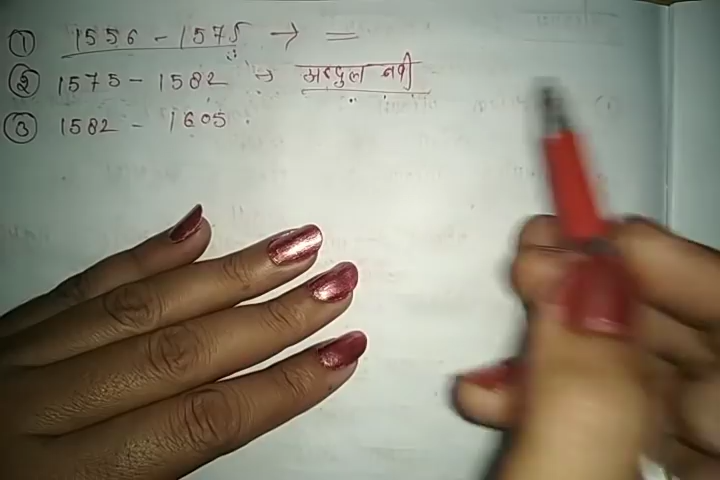 ① 1556 - 1575 → =
② 1575 - 1582 → अब्दुल नबी
③ 1582 - 1605